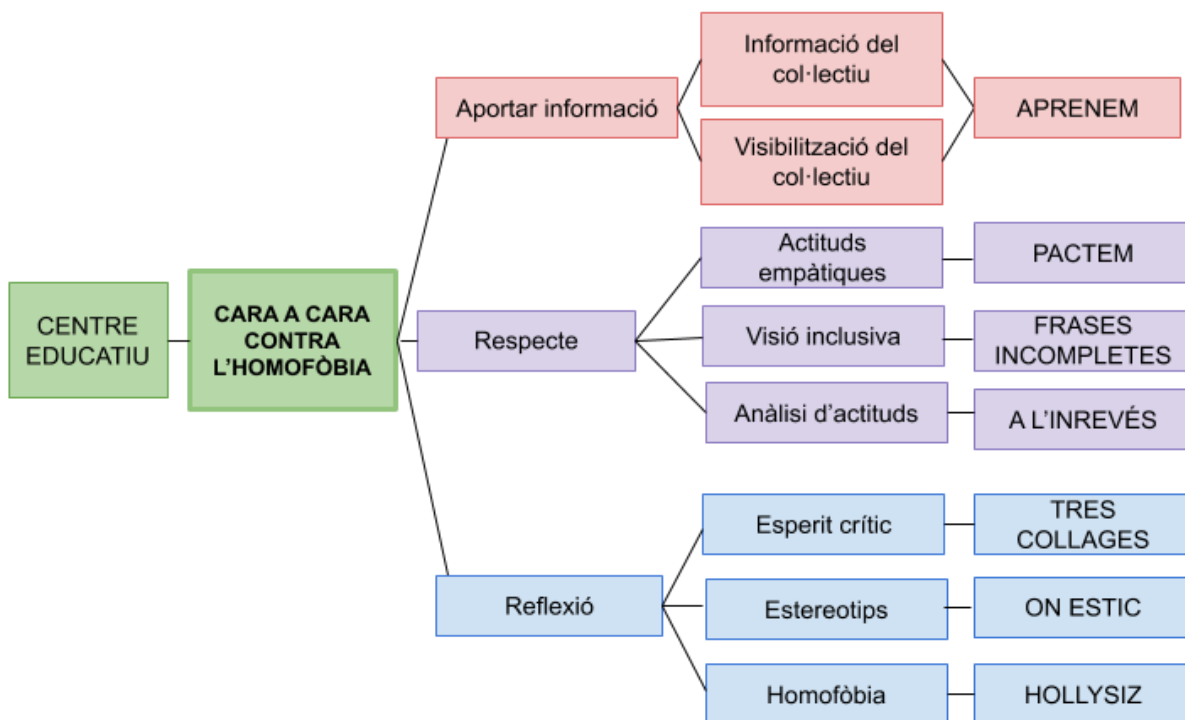 CENTRE
EDUCATIU
CARA A CARA
CONTRA
L'HOMOFÒBIA
Aportar informació
Informació del
col·lectiu
Visibilització del
col·lectiu
APRENEM
Respecte
Actituds
empàtiques
PACTEM
Visió inclusiva
FRASES
INCOMPLETES
Anàlisi d'actituds
A L'INREVÉS
Reflexió
Esperit crític
TRES
COLLAGES
Estereotips
ON ESTIC
Homofòbia
HOLLYSIZ